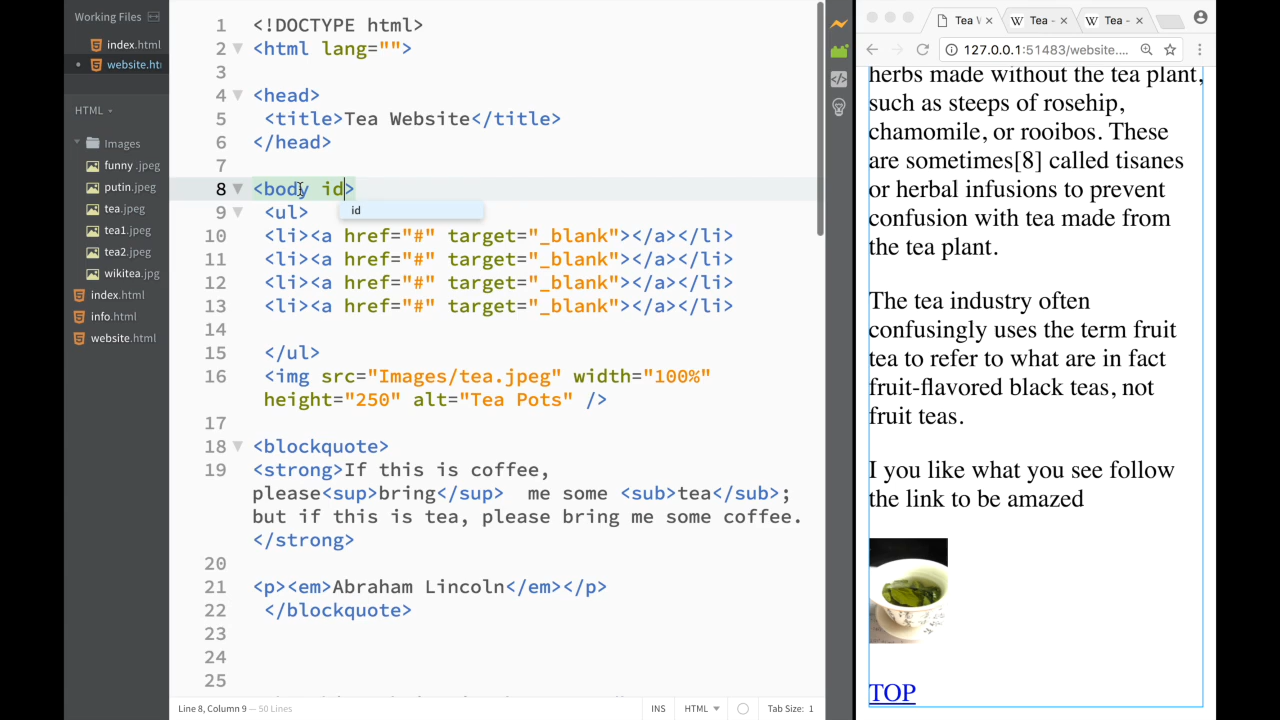 Working Files
index.html
website.ht
HTML
Images
funny .jpeg
putin.jpeg
tea.jpeg
tea1.jpeg
tea2.jpeg
wikitea.jpg
index.html
info.html
website.html
1 <!DOCTYPE html>
2 <html lang="">
3
4 <head>
5 <title>Tea Website</title>
6 </head>
7
8 <body id>
id
9 <ul>
10 <li><a href="#" target="_blank"></a></li>
11 <li><a href="#" target="_blank"></a></li>
12 <li><a href="#" target="_blank"></a></li>
13 <li><a href="#" target="_blank"></a></li>
14
15 </ul>
16 <img src="Images/tea.jpeg" width="100%"
height="250" alt="Tea Pots" />
17
18 <blockquote>
19 <strong>If this is coffee,
please<sup>bring</sup> me some <sub>tea</sub>;
but if this is tea, please bring me some coffee.
</strong>
20
21 <p><em>Abraham Lincoln</em></p>
22 </blockquote>
23
24
25
Line 8, Column 9 — 50 Lines
INS HTML Tab Size: 1
Tea W Tea - Tea -
127.0.0.1:51483/website....
herbs made without the tea plant,
such as steeps of rosehip,
chamomile, or rooibos. These
are sometimes[8] called tisanes
or herbal infusions to prevent
confusion with tea made from
the tea plant.
The tea industry often
confusingly uses the term fruit
tea to refer to what are in fact
fruit-flavored black teas, not
fruit teas.
I you like what you see follow
the link to be amazed
TOP